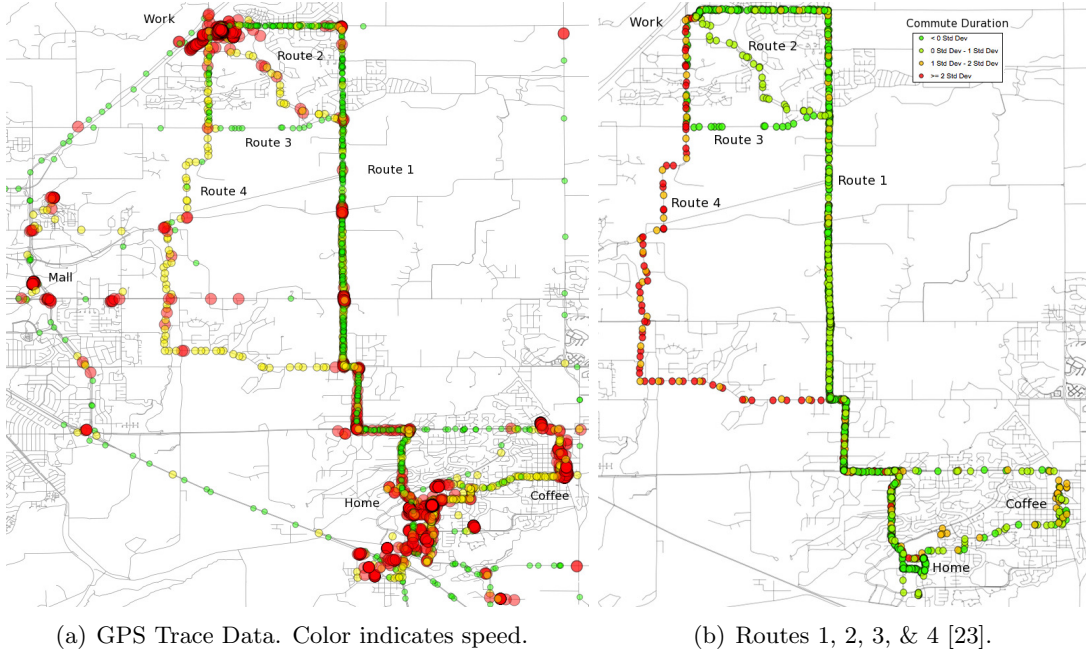 Work
Route 2
Route 3
Route 1
Route 4
Mall
Home
Coffee
(a) GPS Trace Data. Color indicates speed.
Work
Commute Duration
< 0 Std Dev
0 Std Dev - 1 Std Dev
1 Std Dev - 2 Std Dev
>= 2 Std Dev
Route 2
Route 3
Route 1
Route 4
Coffee
Home
(b) Routes 1, 2, 3, & 4 [23].